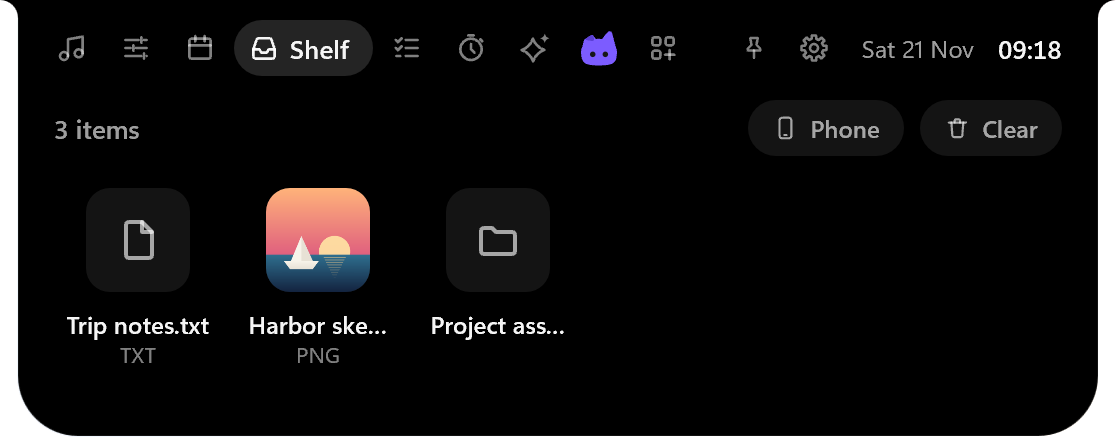 Shelf
Sat 21 Nov 09:18
3 items
Phone
Clear
Trip notes.txt
TXT
Harbor ske...
PNG
Project ass...